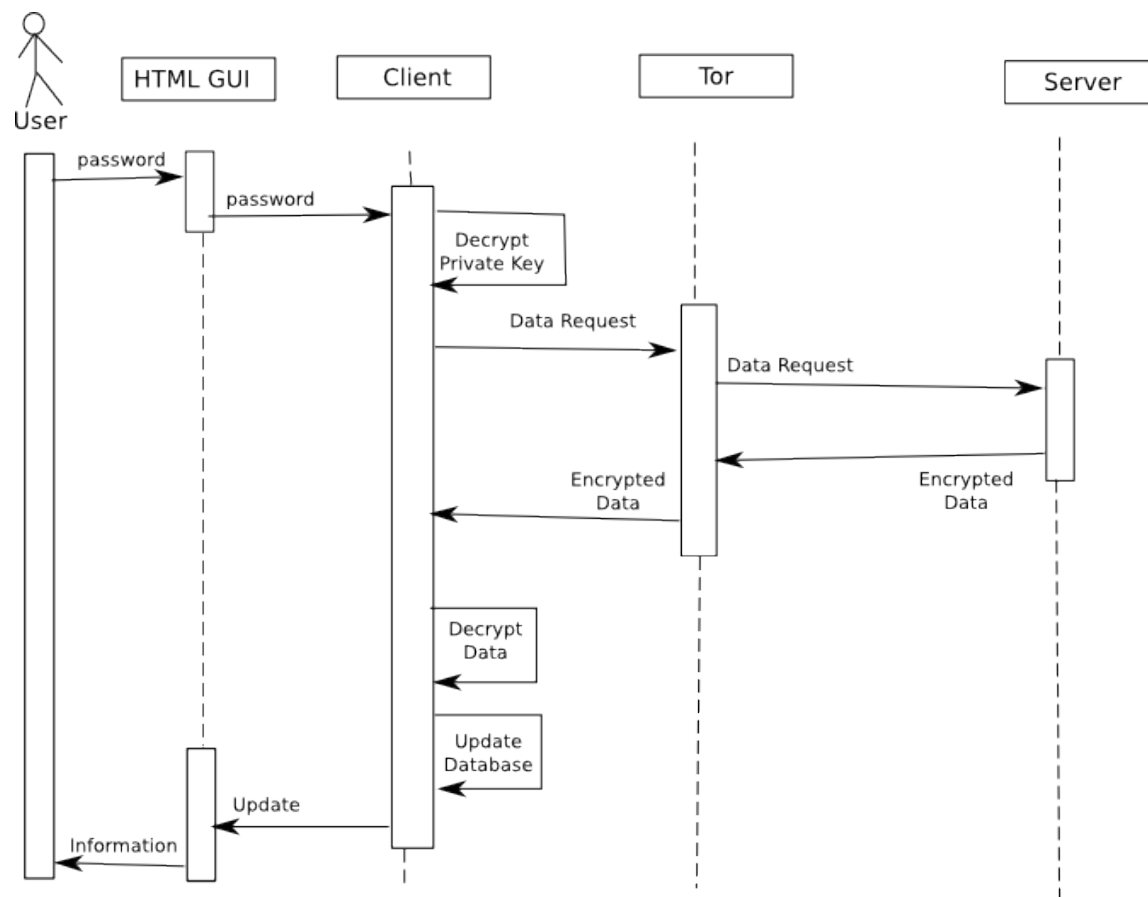 HTML GUI
Client
Tor
Server
User
password
password
Decrypt
Private Key
Data Request
Data Request
Encrypted
Data
Encrypted
Data
Decrypt
Data
Update
Database
Update
Information